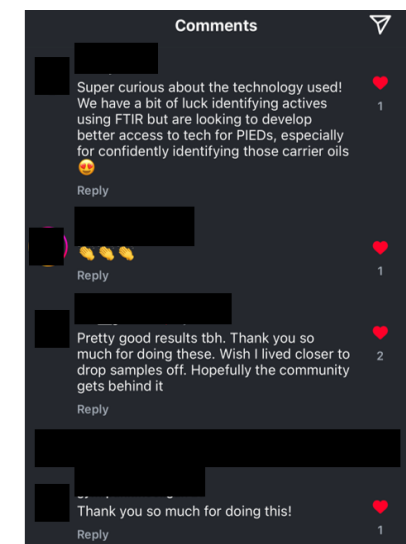 Comments
Super curious about the technology used!
We have a bit of luck identifying actives
using FTIR but are looking to develop
better access to tech for PIEDs, especially
for confidently identifying those carrier oils
😍
1
Reply
👏👏👏
1
Reply
Pretty good results tbh. Thank you so
much for doing these. Wish I lived closer to
drop samples off. Hopefully the community
gets behind it
2
Reply
Thank you so much for doing this!
1
Reply